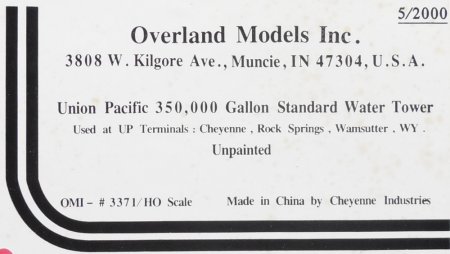 5/2000
Overland Models Inc.
3808 W. Kilgore Ave., Muncie, IN 47304, U.S.A.
Union Pacific 350,000 Gallon Standard Water Tower
Used at UP Terminals : Cheyenne , Rock Springs , Wamsutter , WY .
Unpainted
OMI - # 3371/HO Scale Made in China by Cheyenne Industries